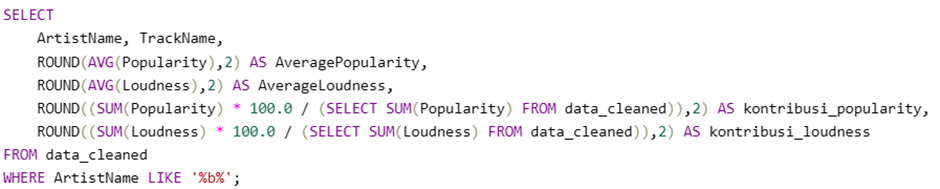 SELECT
ArtistName, TrackName,
ROUND(AVG(Popularity),2) AS AveragePopularity,
ROUND(AVG(Loudness),2) AS AverageLoudness,
ROUND((SUM(Popularity) * 100.0 / (SELECT SUM(Popularity) FROM data_cleaned)),2) AS kontribusi_popularity,
ROUND((SUM(Loudness) * 100.0 / (SELECT SUM(Loudness) FROM data_cleaned)),2) AS kontribusi_loudness
FROM data_cleaned
WHERE ArtistName LIKE '%b%';